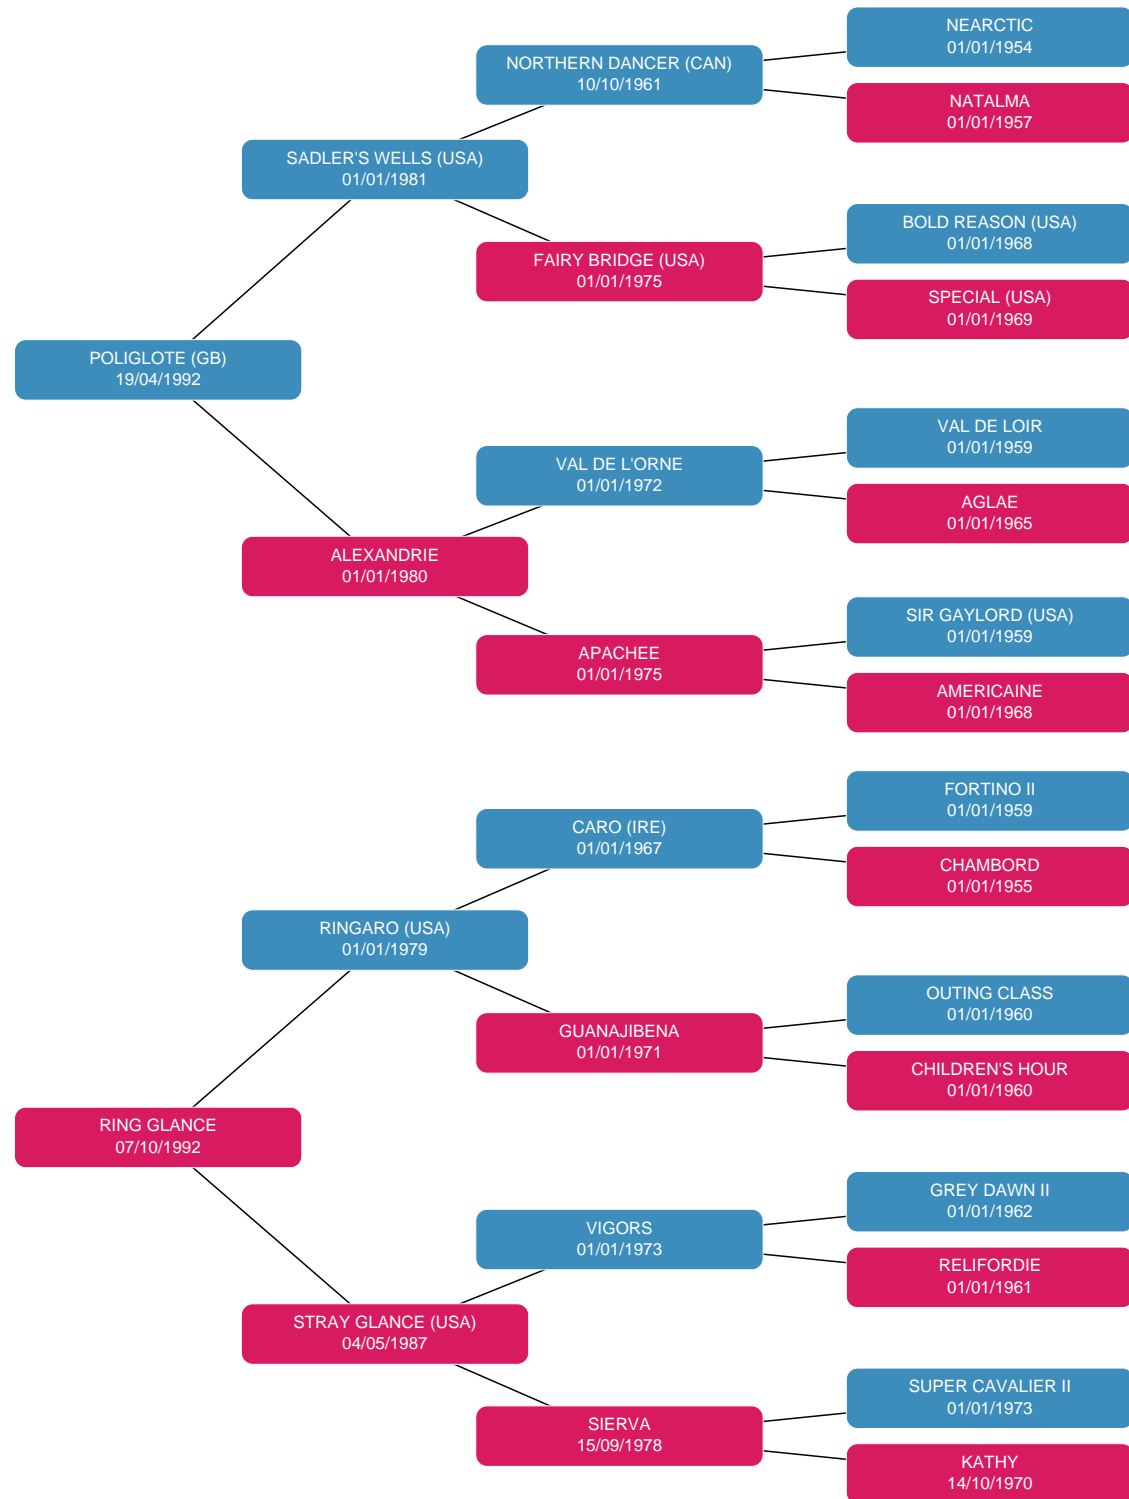 NEARCTIC
01/01/1954
NORTHERN DANCER (CAN)
10/10/1961
NATALMA
01/01/1957
SADLER'S WELLS (USA)
01/01/1981
BOLD REASON (USA)
01/01/1968
FAIRY BRIDGE (USA)
01/01/1975
SPECIAL (USA)
01/01/1969
POLIGLOTE (GB)
19/04/1992
VAL DE LOIR
01/01/1959
VAL DE L'ORNE
01/01/1972
AGLAE
01/01/1965
ALEXANDRIE
01/01/1980
SIR GAYLORD (USA)
01/01/1959
APACHEE
01/01/1975
AMERICAINE
01/01/1968
FORTINO II
01/01/1959
CARO (IRE)
01/01/1967
CHAMBORD
01/01/1955
RINGARO (USA)
01/01/1979
OUTING CLASS
01/01/1960
GUANAJIBENA
01/01/1971
CHILDREN'S HOUR
01/01/1960
RING GLANCE
07/10/1992
GREY DAWN II
01/01/1962
VIGORS
01/01/1973
RELIFORDIE
01/01/1961
STRAY GLANCE (USA)
04/05/1987
SUPER CAVALIER II
01/01/1973
SIERVA
15/09/1978
KATHY
14/10/1970